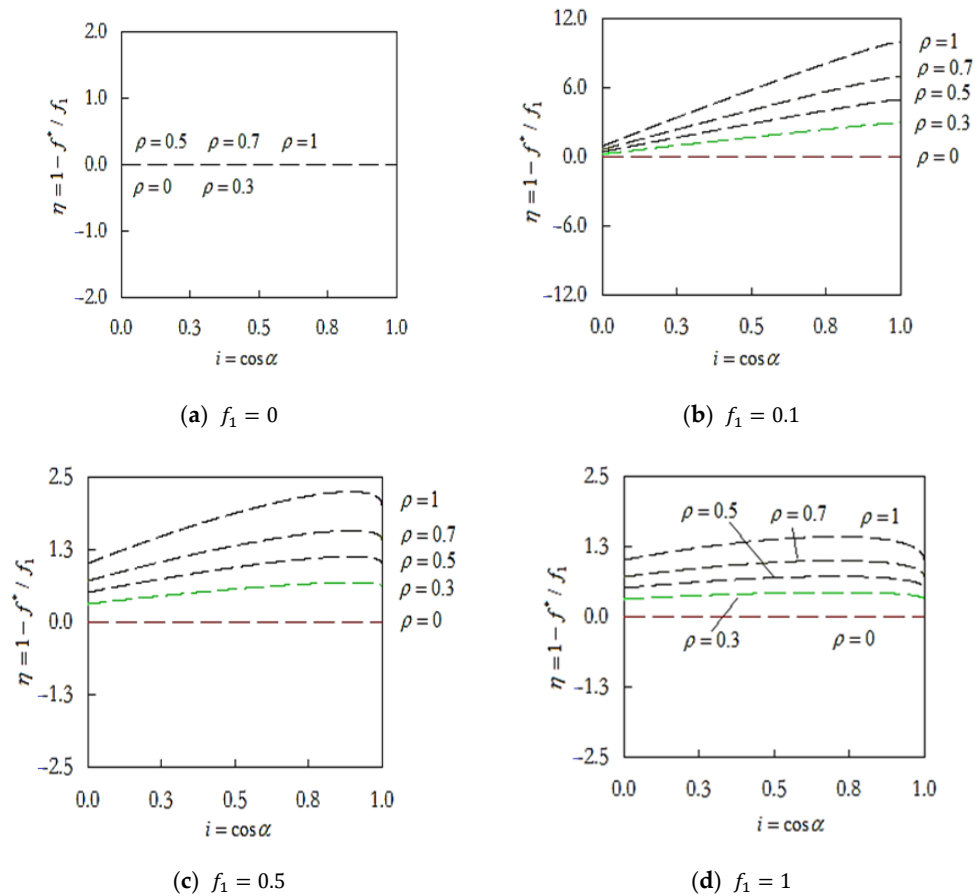 2.0
1.0
0.0
−1.0
−2.0
η = 1 − f* / f₁
ρ = 0.5 ρ = 0.7 ρ = 1
ρ = 0 ρ = 0.3
0.0 0.3 0.5 0.8 1.0
i = cos α
(a) f₁ = 0
12.0
6.0
0.0
−6.0
−12.0
η = 1 − f* / f₁
ρ = 1
ρ = 0.7
ρ = 0.5
ρ = 0.3
ρ = 0
0.0 0.3 0.5 0.8 1.0
i = cos α
(b) f₁ = 0.1
2.5
1.3
0.0
−1.3
−2.5
η = 1 − f* / f₁
ρ = 1
ρ = 0.7
ρ = 0.5
ρ = 0.3
ρ = 0
0.0 0.3 0.5 0.8 1.0
i = cos α
(c) f₁ = 0.5
2.5
1.3
0.0
−1.3
−2.5
η = 1 − f* / f₁
ρ = 0.5 ρ = 0.7 ρ = 1
ρ = 0.3 ρ = 0
0.0 0.3 0.5 0.8 1.0
i = cos α
(d) f₁ = 1